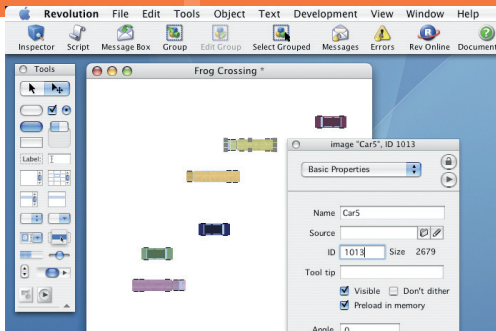 Revolution File Edit Tools Object Text Development View Window Help
Inspector Script Message Box Group Edit Group Select Grouped Messages Errors Rev Online Document
Tools
Frog Crossing *
image "Car5", ID 1013
Basic Properties
Label:
Name Car5
Source
ID 1013 Size 2679
Tool tip
Visible Don't dither
Preload in memory
Angle 0